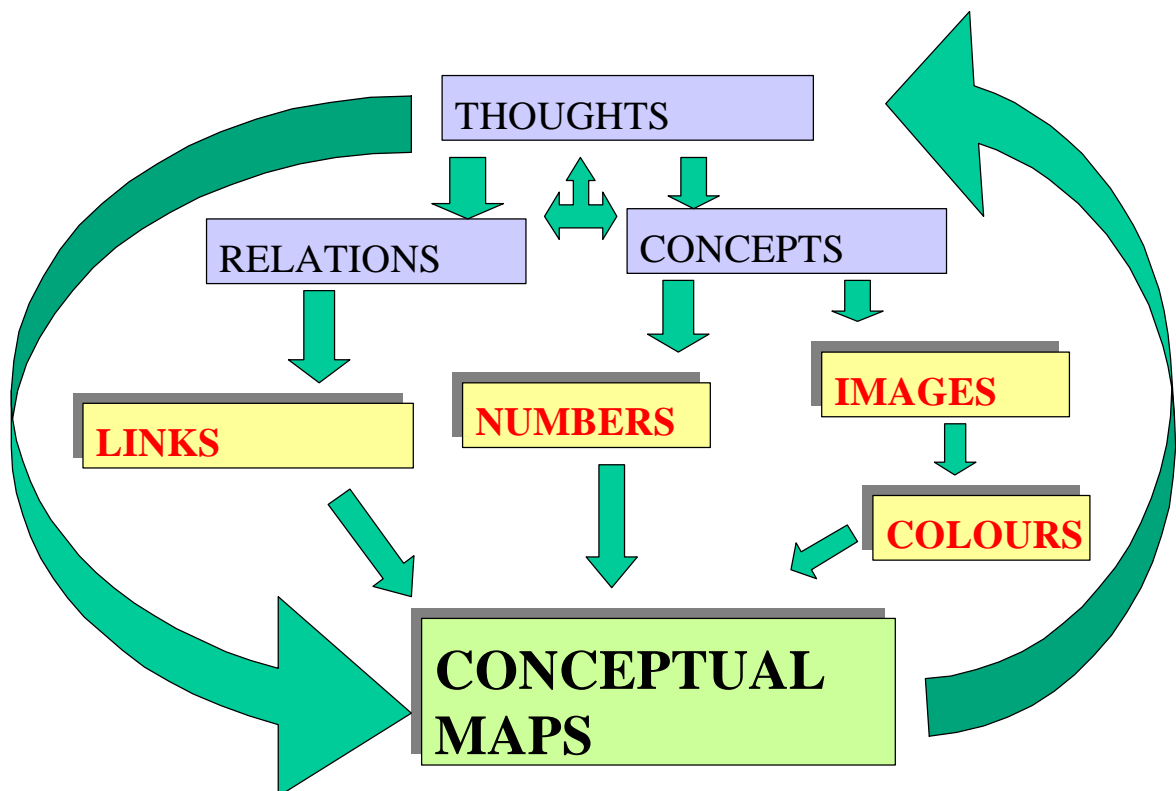 THOUGHTS
RELATIONS
CONCEPTS
LINKS
NUMBERS
IMAGES
COLOURS
CONCEPTUAL
MAPS